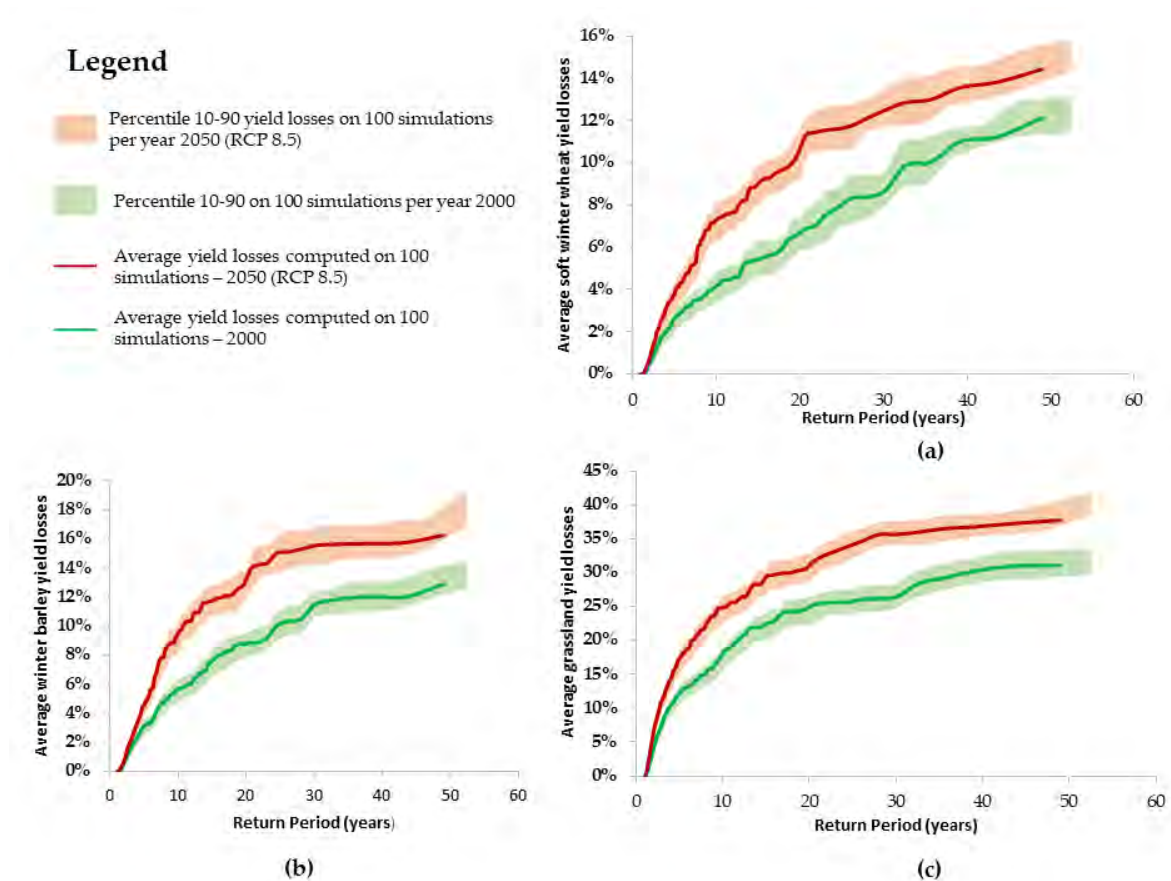 Legend
Percentile 10-90 yield losses on 100 simulations
per year 2050 (RCP 8.5)
Percentile 10-90 on 100 simulations per year 2000
Average yield losses computed on 100
simulations – 2050 (RCP 8.5)
Average yield losses computed on 100
simulations – 2000
Average soft winter wheat yield losses
16%
14%
12%
10%
8%
6%
4%
2%
0%
0 10 20 30 40 50 60
Return Period (years)
(a)
Average winter barley yield losses
20%
18%
16%
14%
12%
10%
8%
6%
4%
2%
0%
0 10 20 30 40 50 60
Return Period (years)
(b)
Average grassland yield losses
45%
40%
35%
30%
25%
20%
15%
10%
5%
0%
0 10 20 30 40 50 60
Return Period (years)
(c)